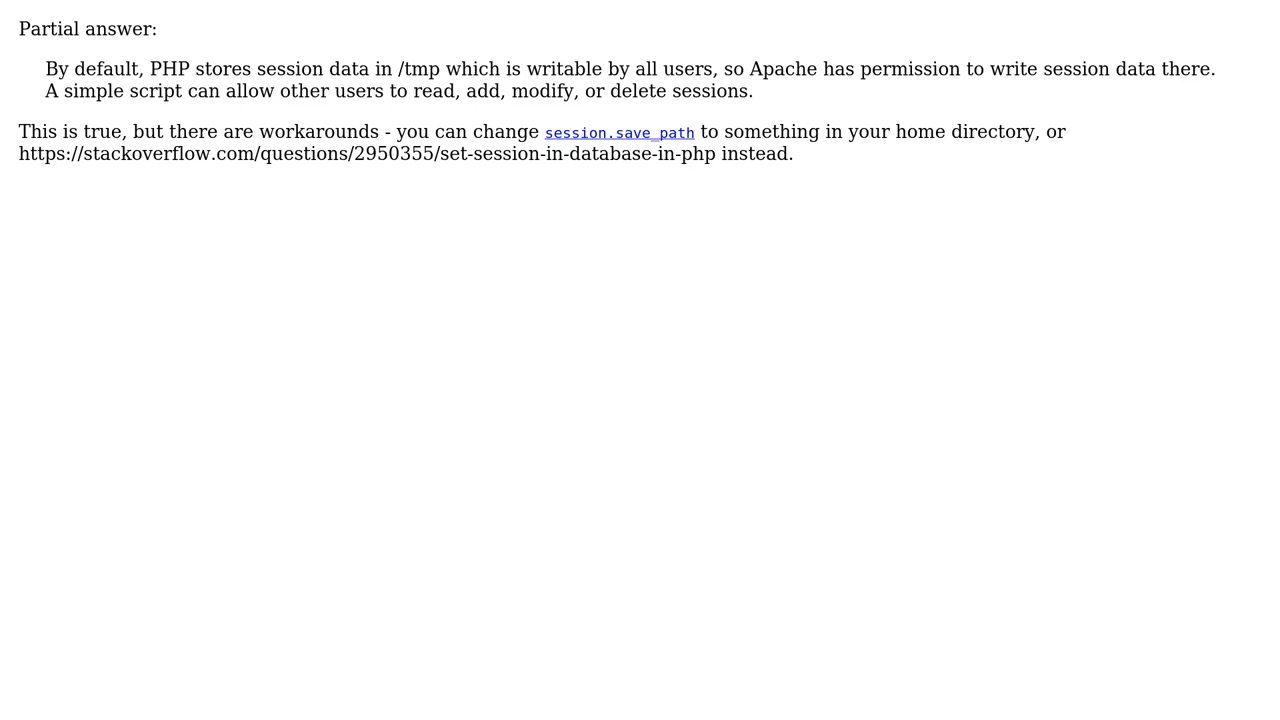 Partial answer:
By default, PHP stores session data in /tmp which is writable by all users, so Apache has permission to write session data there.
A simple script can allow other users to read, add, modify, or delete sessions.
This is true, but there are workarounds - you can change session.save_path to something in your home directory, or
https://stackoverflow.com/questions/2950355/set-session-in-database-in-php instead.